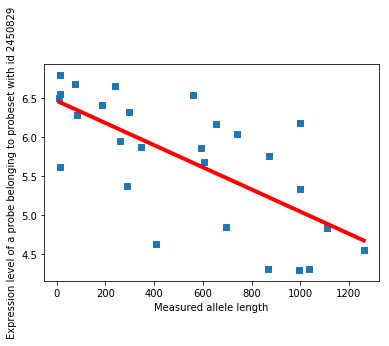 Expression level of a probe belonging to probeset with id 2450829
6.5
6.0
5.5
5.0
4.5
0 200 400 600 800 1000 1200
Measured allele length